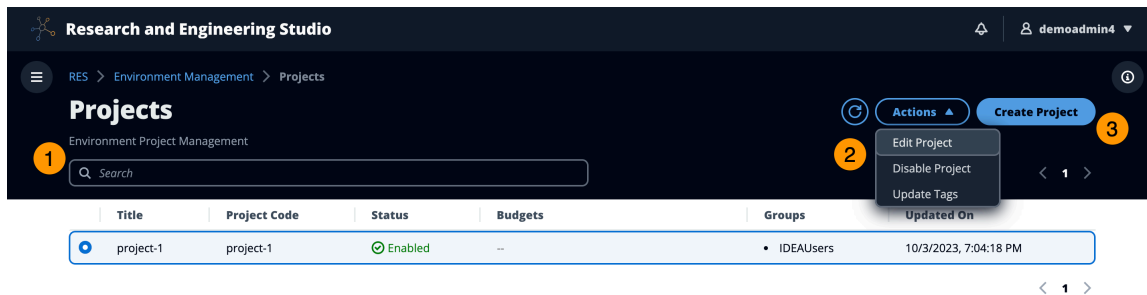 Research and Engineering Studio
demoadmin4
RES > Environment Management > Projects
Projects
Actions
Create Project
3
Environment Project Management
2
Edit Project
1
Search
Disable Project
< 1 >
Update Tags
Title Project Code Status Budgets Groups Updated On
project-1 project-1 Enabled -- • IDEAUsers 10/3/2023, 7:04:18 PM
< 1 >